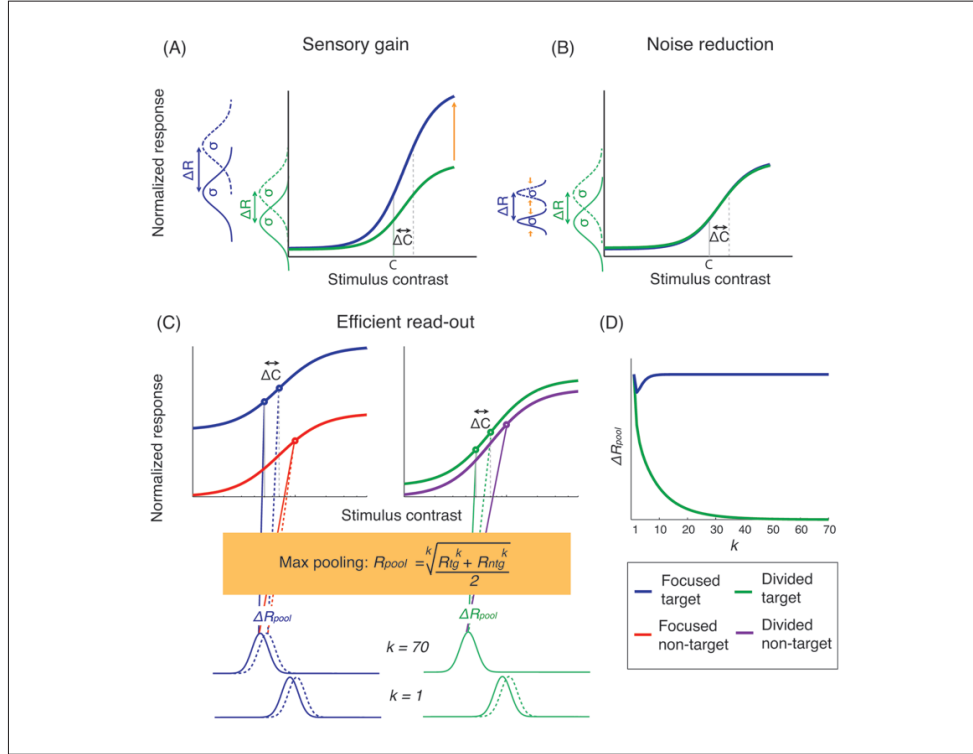 (A)
Sensory gain
(B)
Noise reduction
Normalized response
ΔR
σ
σ
ΔR
σ
σ
ΔC
C
Stimulus contrast
ΔR
σ
σ
ΔR
σ
σ
ΔC
C
Stimulus contrast
(C)
Efficient read-out
(D)
Normalized response
ΔC
ΔC
Stimulus contrast
ΔRpool
1 10 20 30 40 50 60 70
k
Max pooling: Rpool = k√((Rtg^k + Rntg^k)/2)
ΔRpool
ΔRpool
k = 70
k = 1
Focused target
Divided target
Focused non-target
Divided non-target